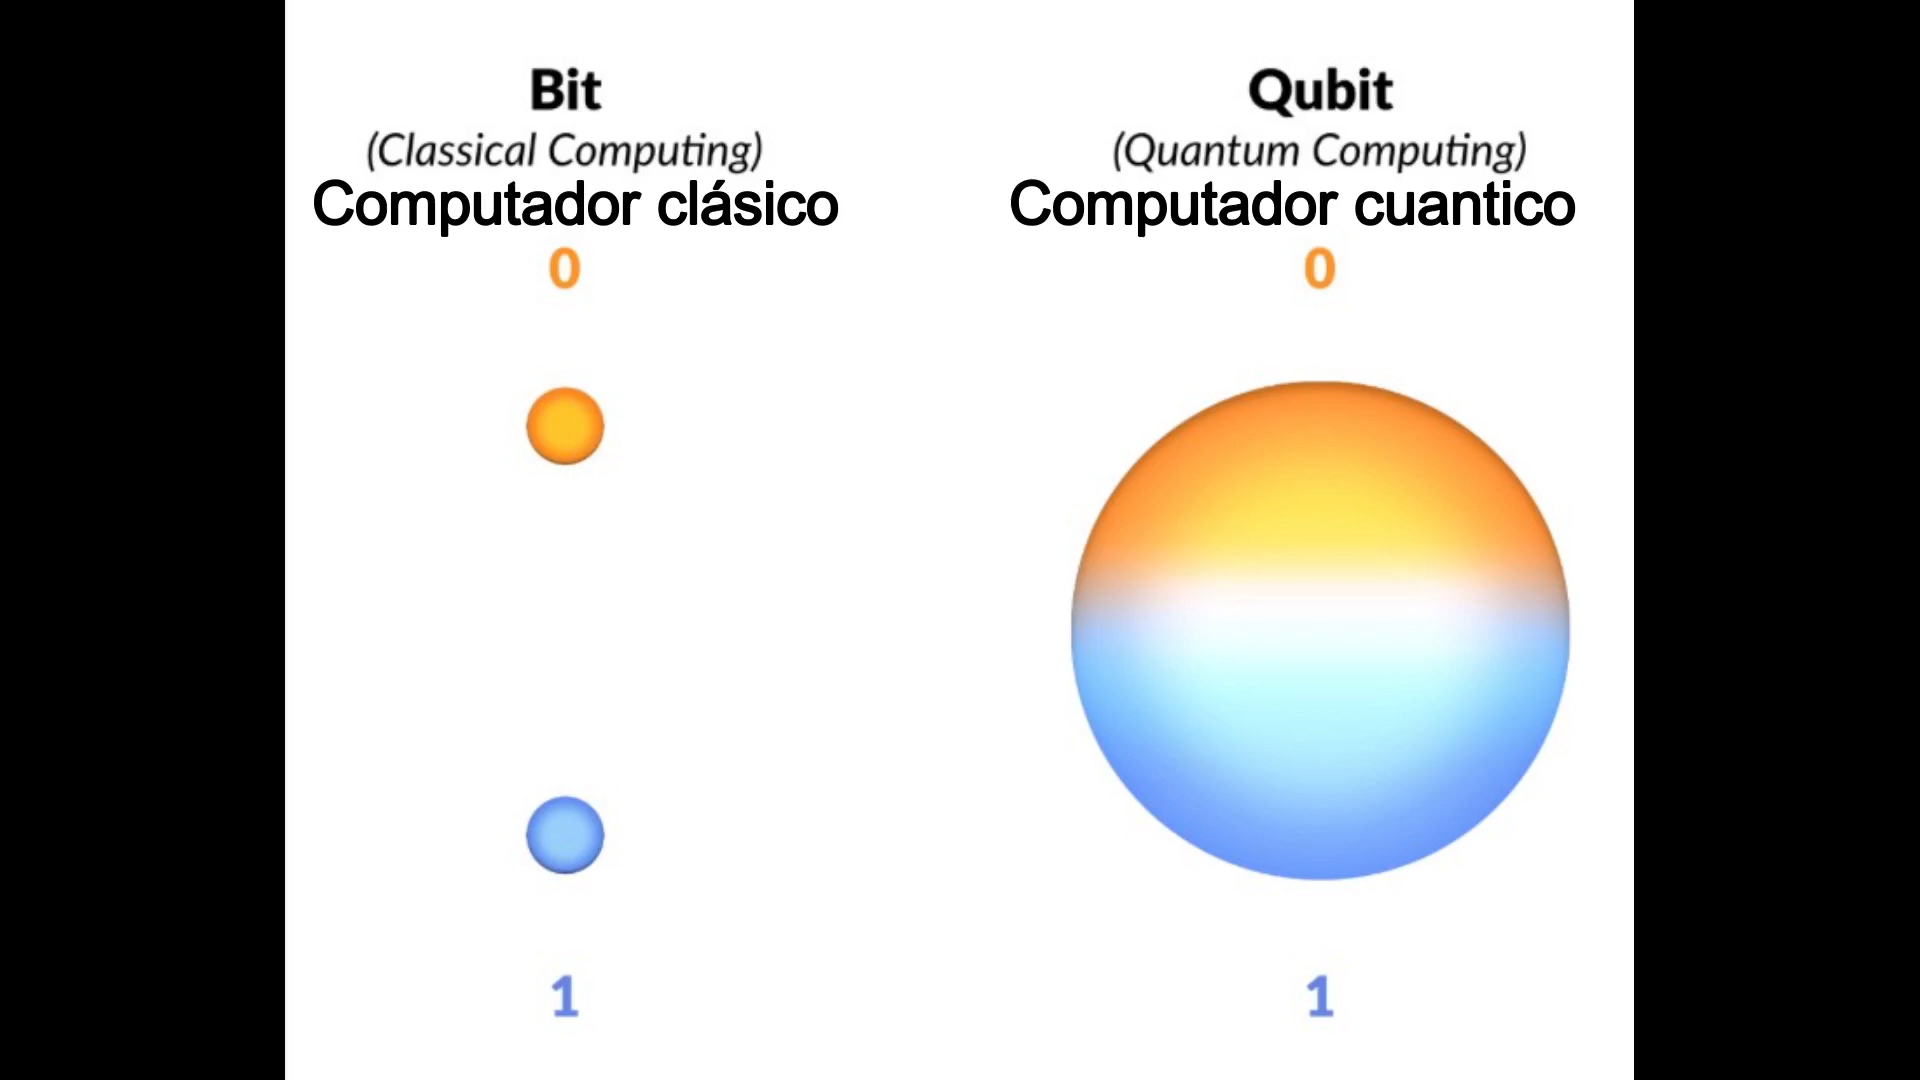 Bit
(Classical Computing)
Computador clásico
0
1
Qubit
(Quantum Computing)
Computador cuantico
0
1